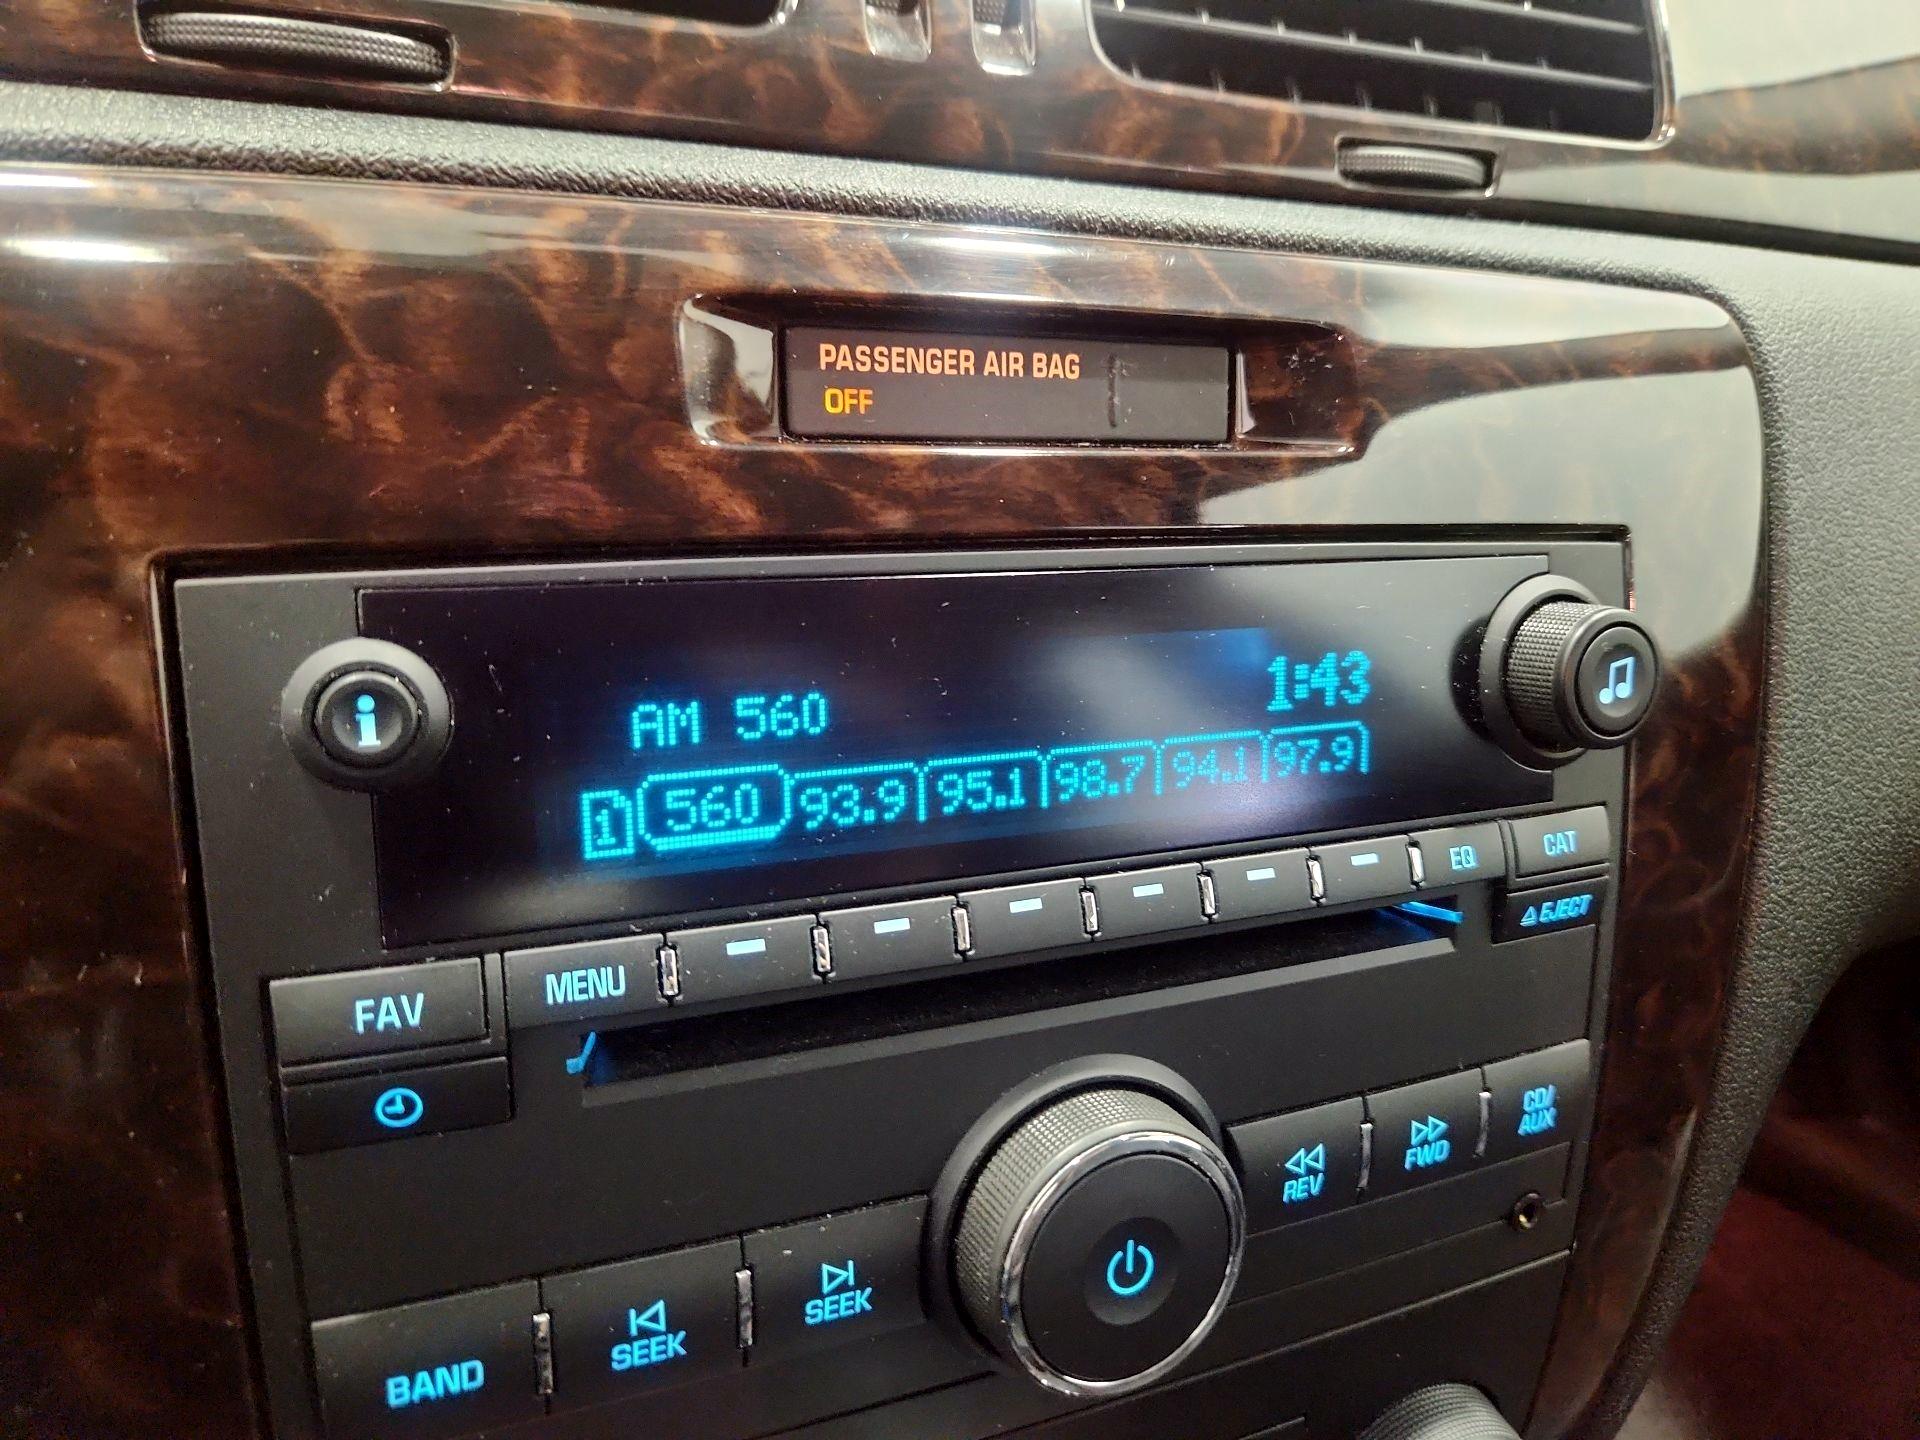 PASSENGER AIR BAG
OFF
AM 560 1:43
1 560 93.9 95.1 98.7 94.1 97.9
EQ CAT
MENU EJECT
FAV
REV FWD CD/AUX
BAND SEEK SEEK